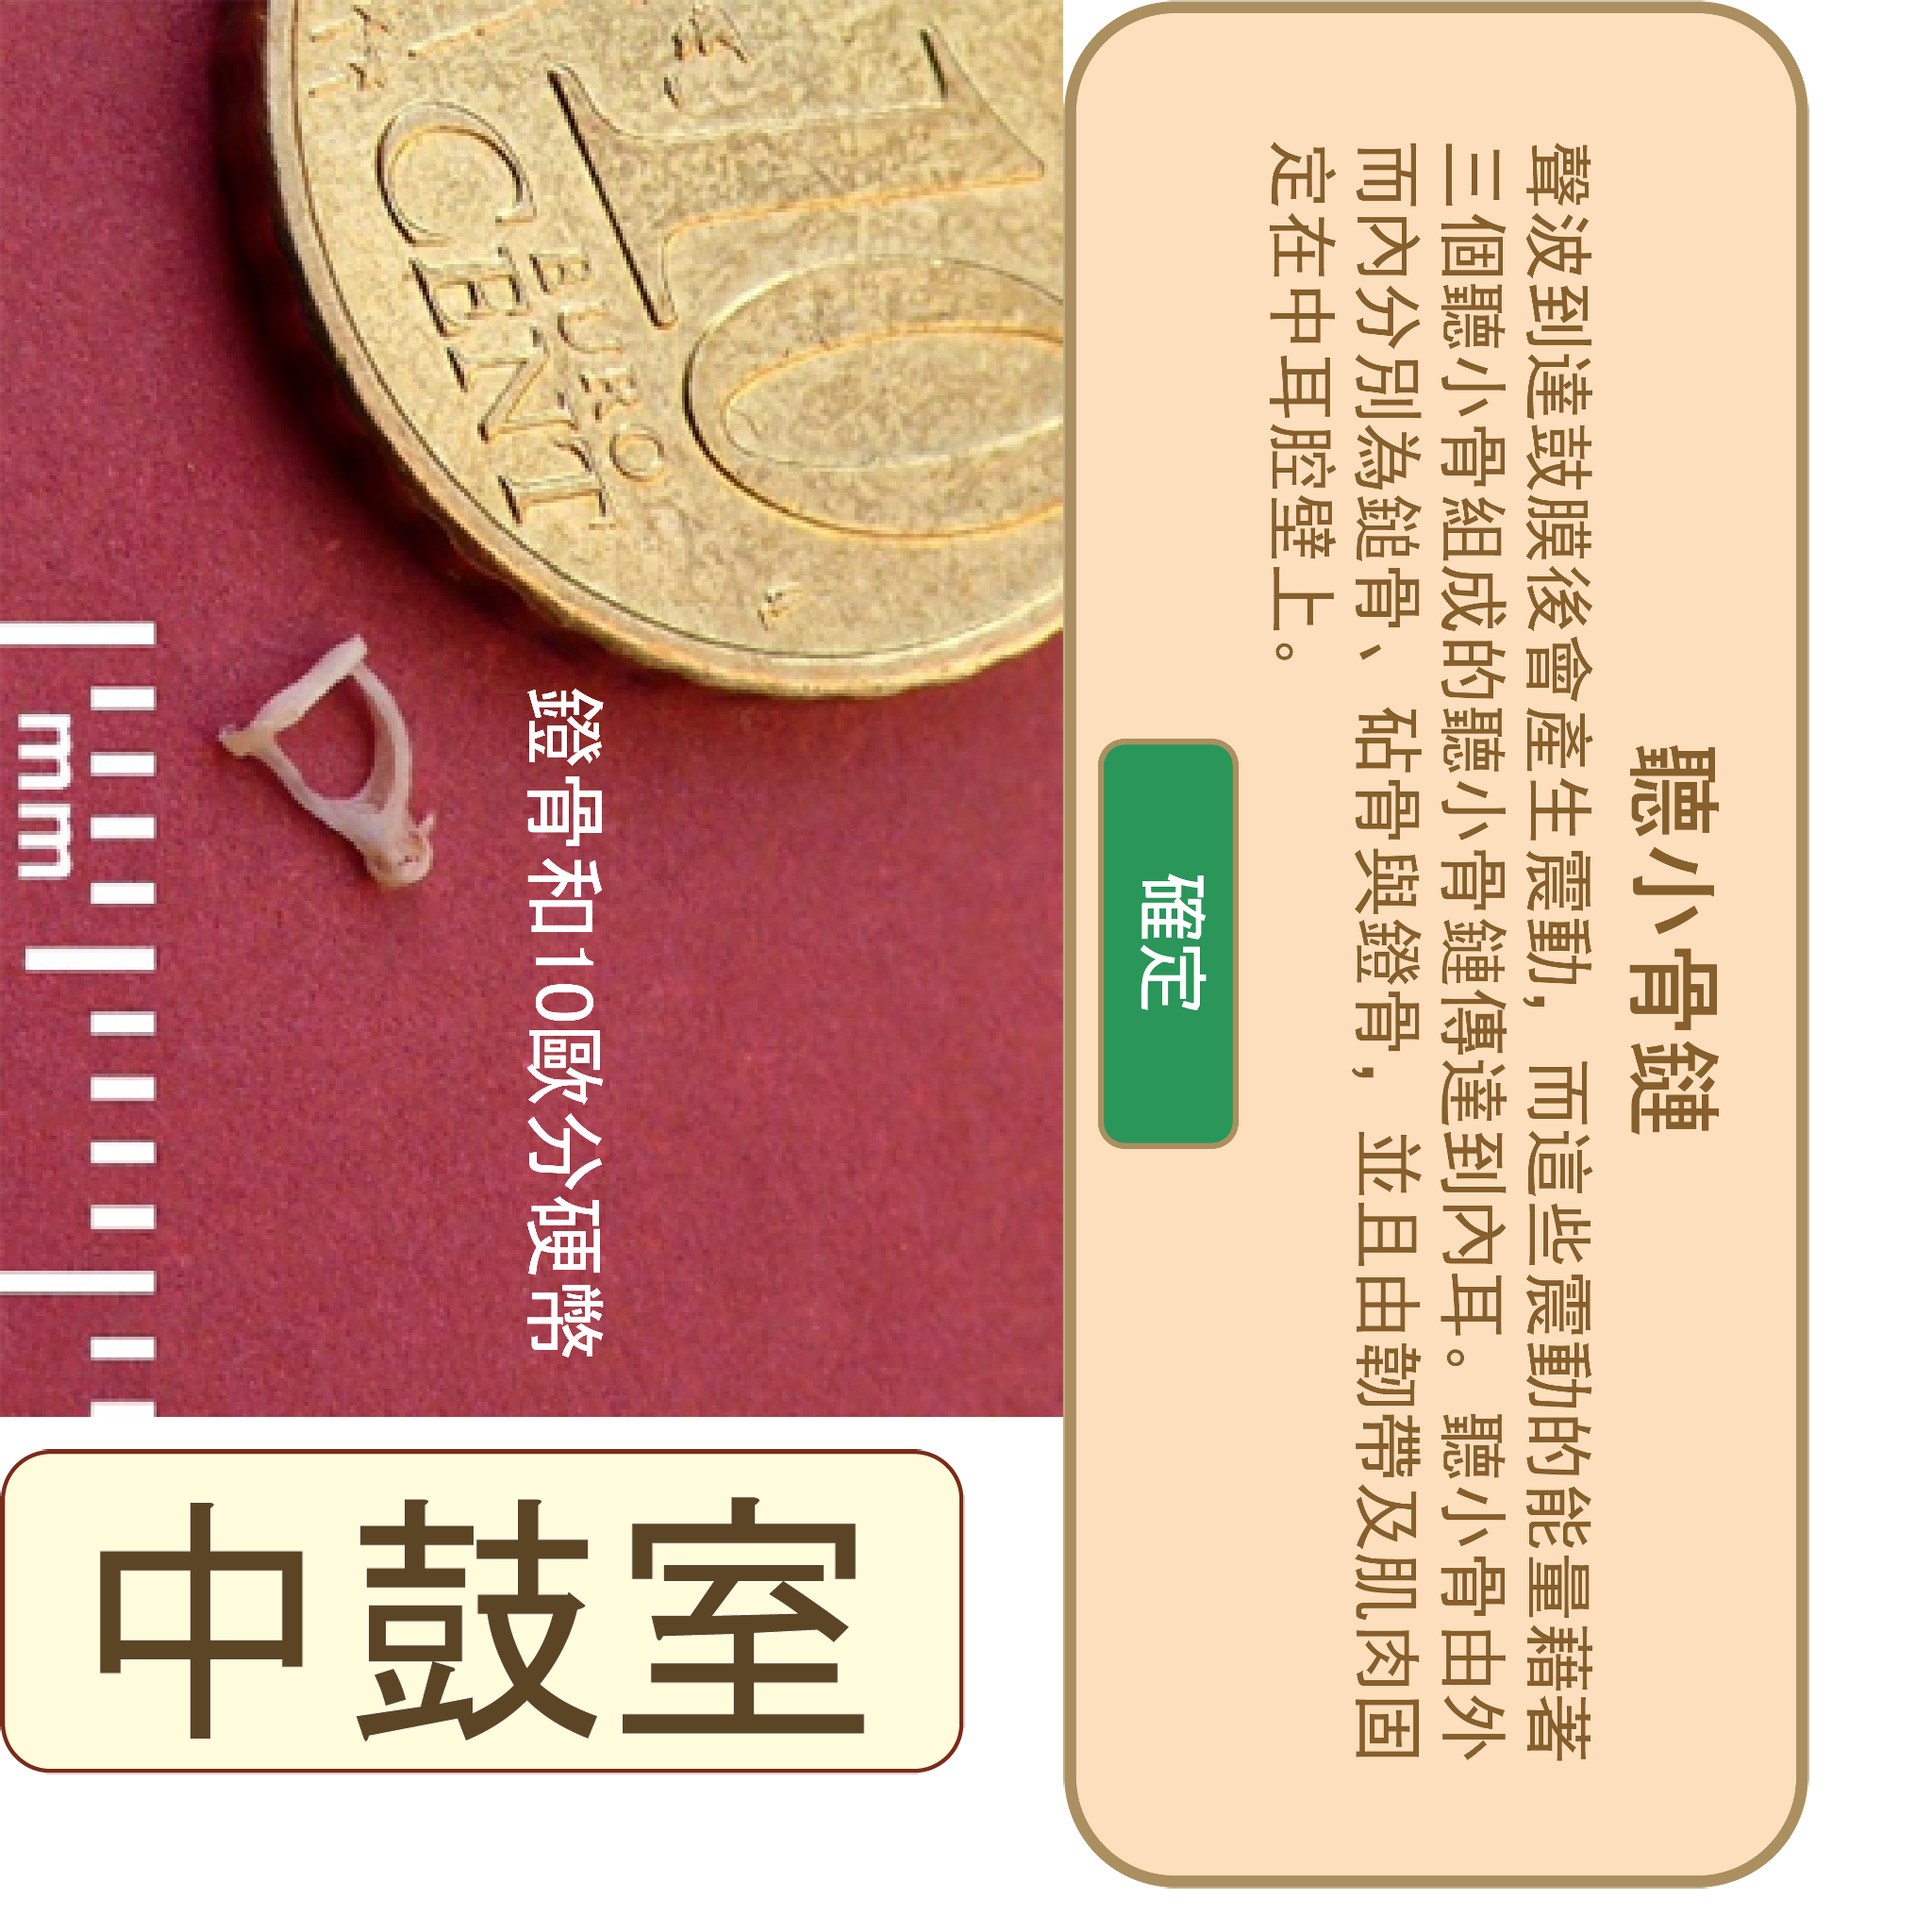 10
EURO
CENT
鐙骨和10歐分硬幣
mm
聽小骨鏈
聲波到達鼓膜後會產生震動，而這些震動的能量藉著
三個聽小骨組成的聽小骨鏈傳達到內耳。聽小骨由外
而內分別為鎚骨、砧骨與鐙骨，並且由韌帶及肌肉固
定在中耳腔壁上。
確定
中鼓室